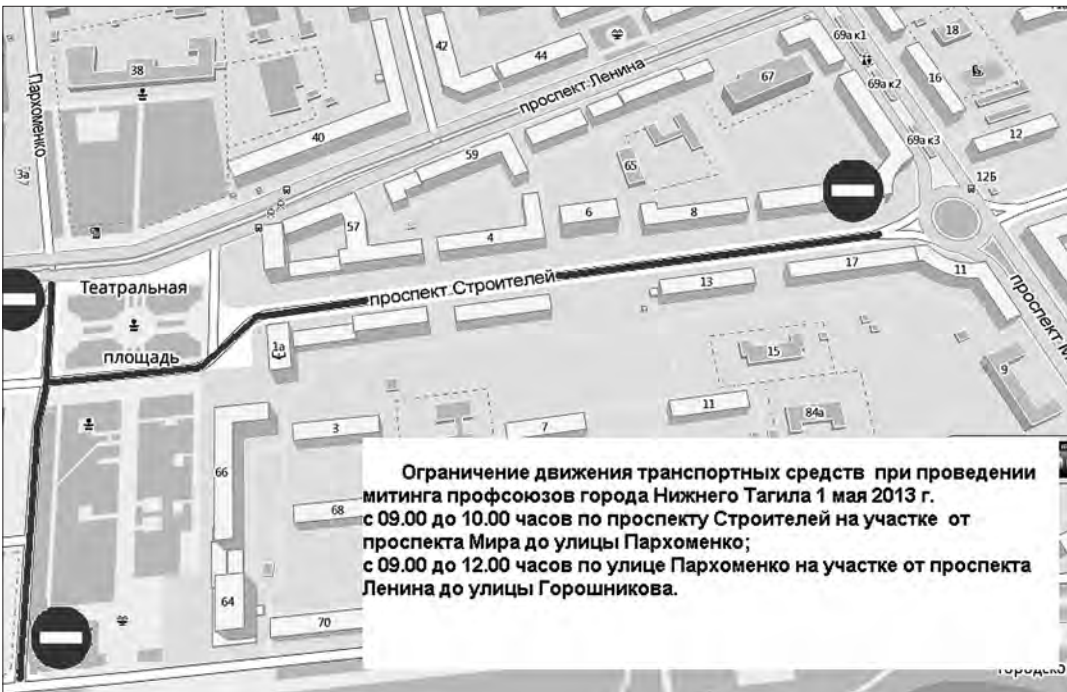 42
44
69а к1
18
Пархоменко
38
проспект Ленина
67
69а к2
16
40
59
65
69а к3
12
3а
12Б
57
6
8
4
проспект Строителей
13
17
11
Театральная
площадь
1а
15
проспект М
9
11
84а
3
7
66
68
64
70
Ограничение движения транспортных средств при проведении
митинга профсоюзов города Нижнего Тагила 1 мая 2013 г.
с 09.00 до 10.00 часов по проспекту Строителей на участке от
проспекта Мира до улицы Пархоменко;
с 09.00 до 12.00 часов по улице Пархоменко на участке от проспекта
Ленина до улицы Горошникова.